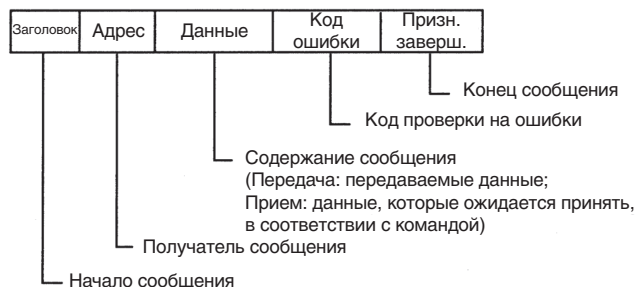 Заголовок Адрес Данные Код ошибки Призн. заверш.
Конец сообщения
Код проверки на ошибки
Содержание сообщения
(Передача: передаваемые данные;
Прием: данные, которые ожидается принять,
в соответствии с командой)
Получатель сообщения
Начало сообщения